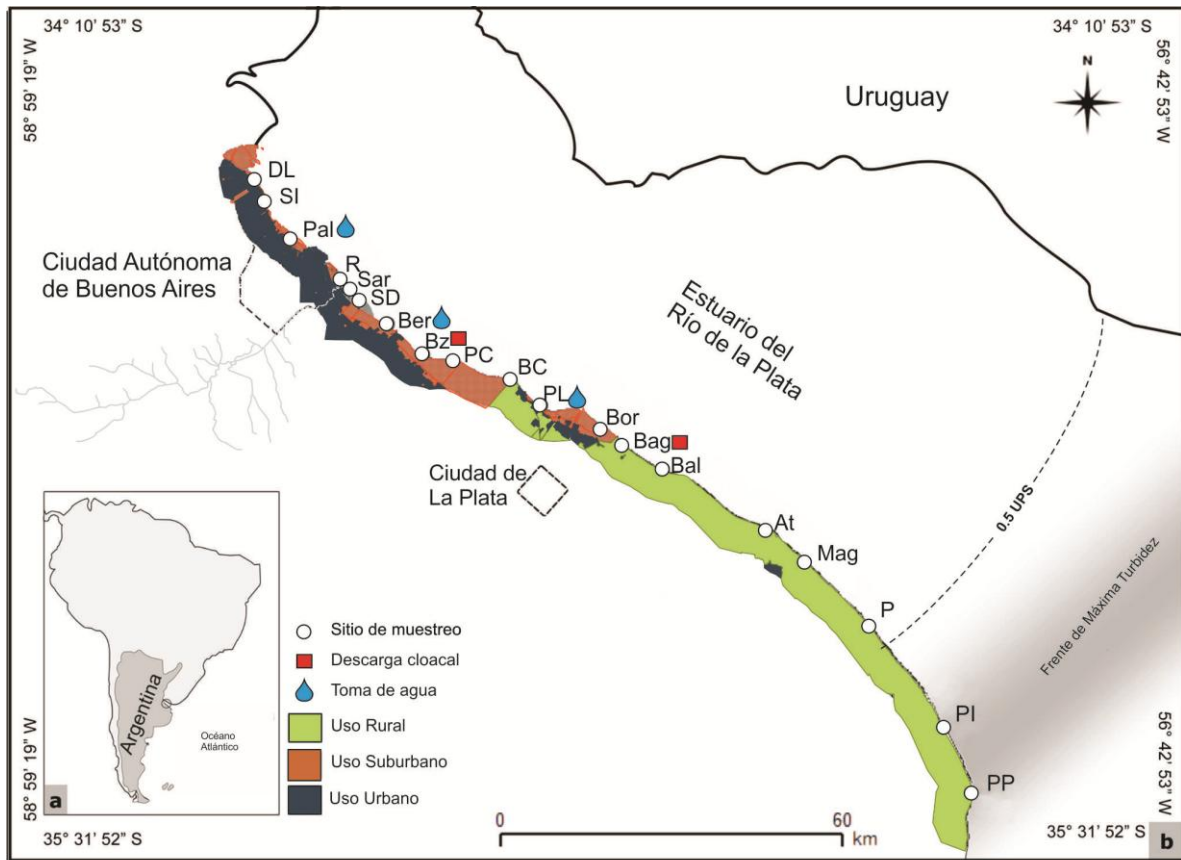 34° 10' 53” S
34° 10' 53” S
58° 59' 19” W
56° 42' 53” W
N
Uruguay
DL
SI
Pal
Ciudad Autónoma
de Buenos Aires
R
Sar
SD
Ber
Bz
PC
BC
PL
Bor
Bag
Bal
Estuario del
Río de la Plata
Ciudad de
La Plata
At
Mag
P
0.5 UPS
Frente de Máxima Turbidez
PI
PP
Argentina
Océano
Atlántico
a
Sitio de muestreo
Descarga cloacal
Toma de agua
Uso Rural
Uso Suburbano
Uso Urbano
0
60
km
58° 59' 19” W
56° 42' 53” W
35° 31' 52” S
35° 31' 52” S
b